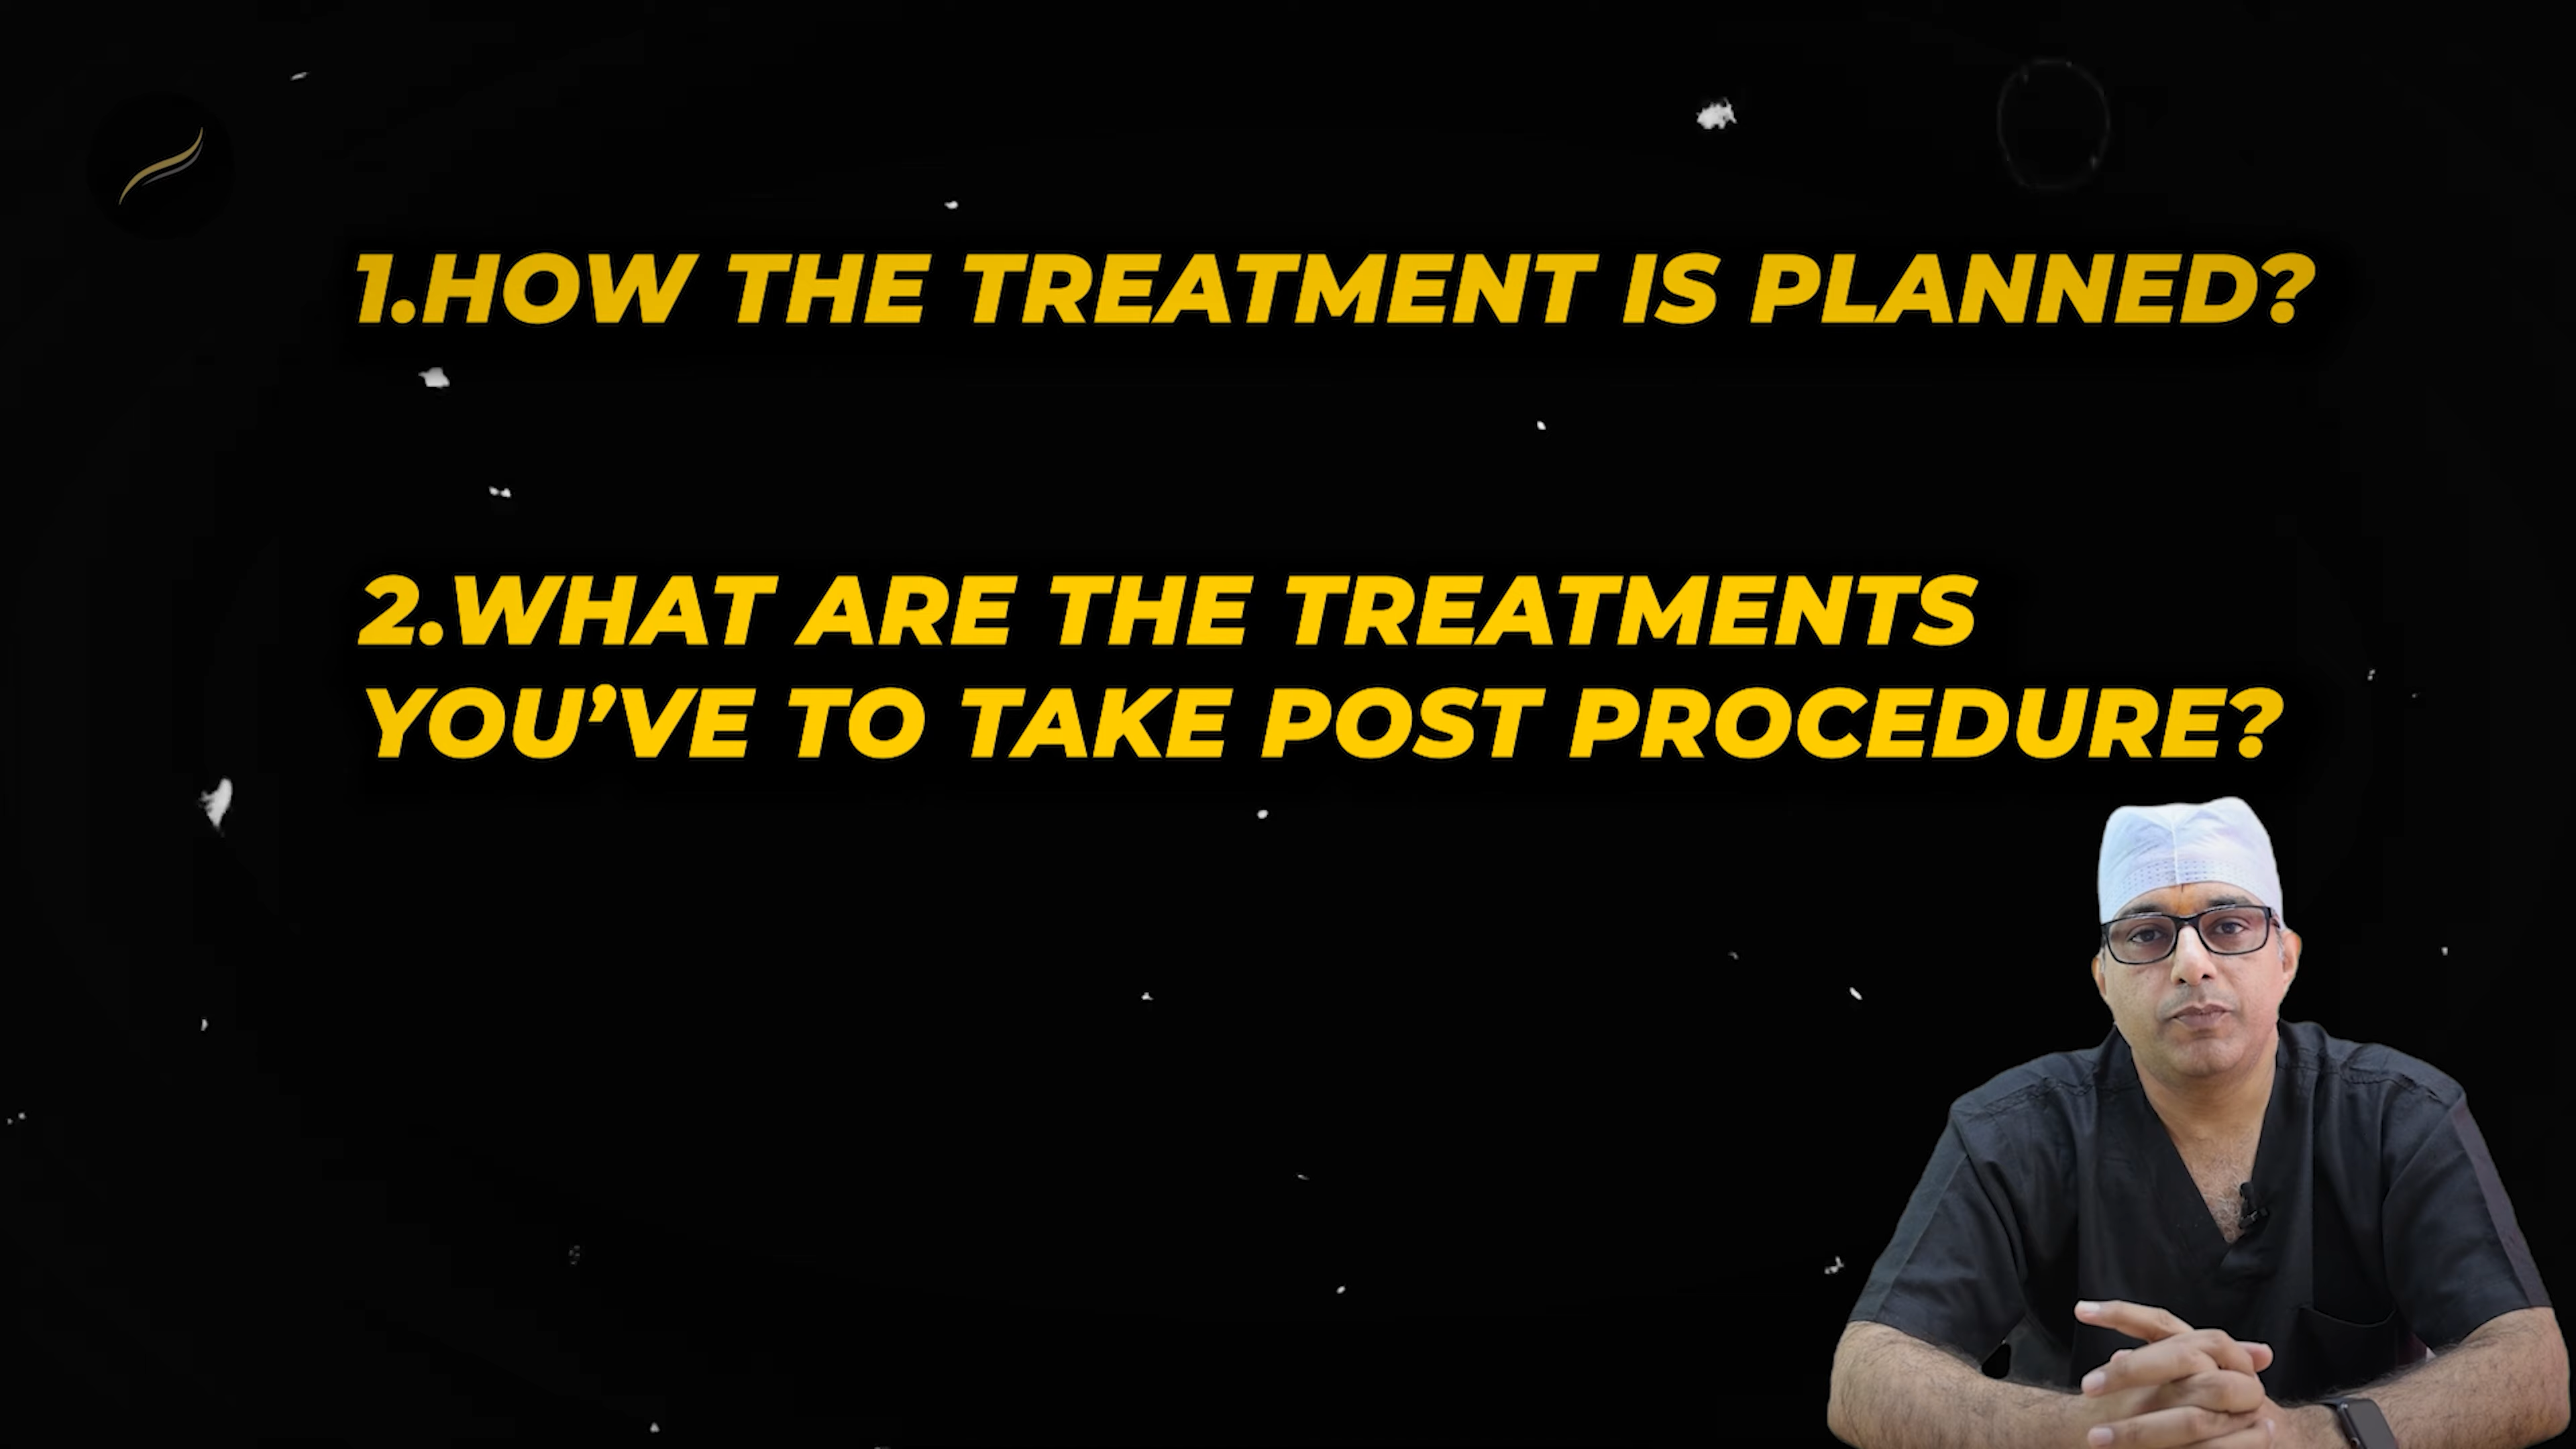 1.HOW THE TREATMENT IS PLANNED?
2.WHAT ARE THE TREATMENTS
YOU’VE TO TAKE POST PROCEDURE?